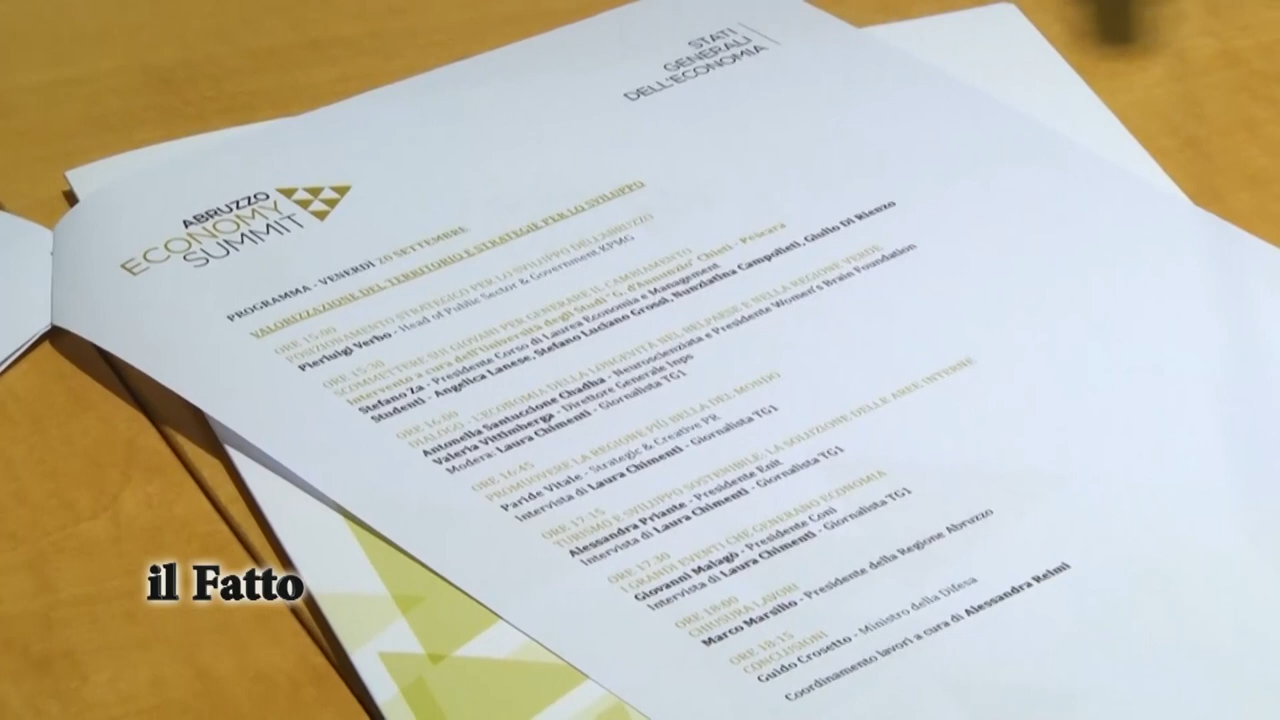 STATI
GENERALI
DELL'ECONOMIA
ABRUZZO
ECONOMY
SUMMIT
PROGRAMMA - VENERDÌ 20 SETTEMBRE
VALORIZZAZIONE DEL TERRITORIO E STRATEGIE PER LO SVILUPPO
ORE 15:00
POSIZIONAMENTO STRATEGICO PER LO SVILUPPO DELL'ABRUZZO
Pierluigi Verbo - Head of Public Sector & Government KPMG
ORE 15:30
SCOMMETTERE SUI GIOVANI PER GENERARE IL CAMBIAMENTO
Intervento a cura dell'Università degli Studi "G. d'Annunzio" Chieti - Pescara
Stefano Za - Presidente Corso di Laurea Economia e Management
Studenti - Angelica Lanese, Stefano Luciano Grossi, Nunziatina Campolieti, Giulio Di Rienzo
ORE 16:00
DIALOGO - L'ECONOMIA DELLA LONGEVITÀ NEL BELPAESE E NELLA REGIONE VERDE
Antonella Santuccione Chadha - Neuroscienziata e Presidente Women's Brain Foundation
Valeria Vittimberga - Direttore Generale Inps
Modera: Laura Chimenti - Giornalista TG1
ORE 16:45
PROMUOVERE LA REGIONE PIÙ BELLA DEL MONDO
Paride Vitale - Strategic & Creative PR
Intervista di Laura Chimenti - Giornalista TG1
ORE 17:15
TURISMO E SVILUPPO SOSTENIBILE: LA SOLUZIONE DELLE AREE INTERNE
Alessandra Priante - Presidente Enit
Intervista di Laura Chimenti - Giornalista TG1
ORE 17:30
I GRANDI EVENTI CHE GENERANO ECONOMIA
Giovanni Malagò - Presidente Coni
Intervista di Laura Chimenti - Giornalista TG1
ORE 18:00
CHIUSURA LAVORI
Marco Marsilio - Presidente della Regione Abruzzo
ORE 18:15
CONCLUSIONI
Guido Crosetto - Ministro della Difesa
Coordinamento lavori a cura di Alessandra Relmi
il Fatto